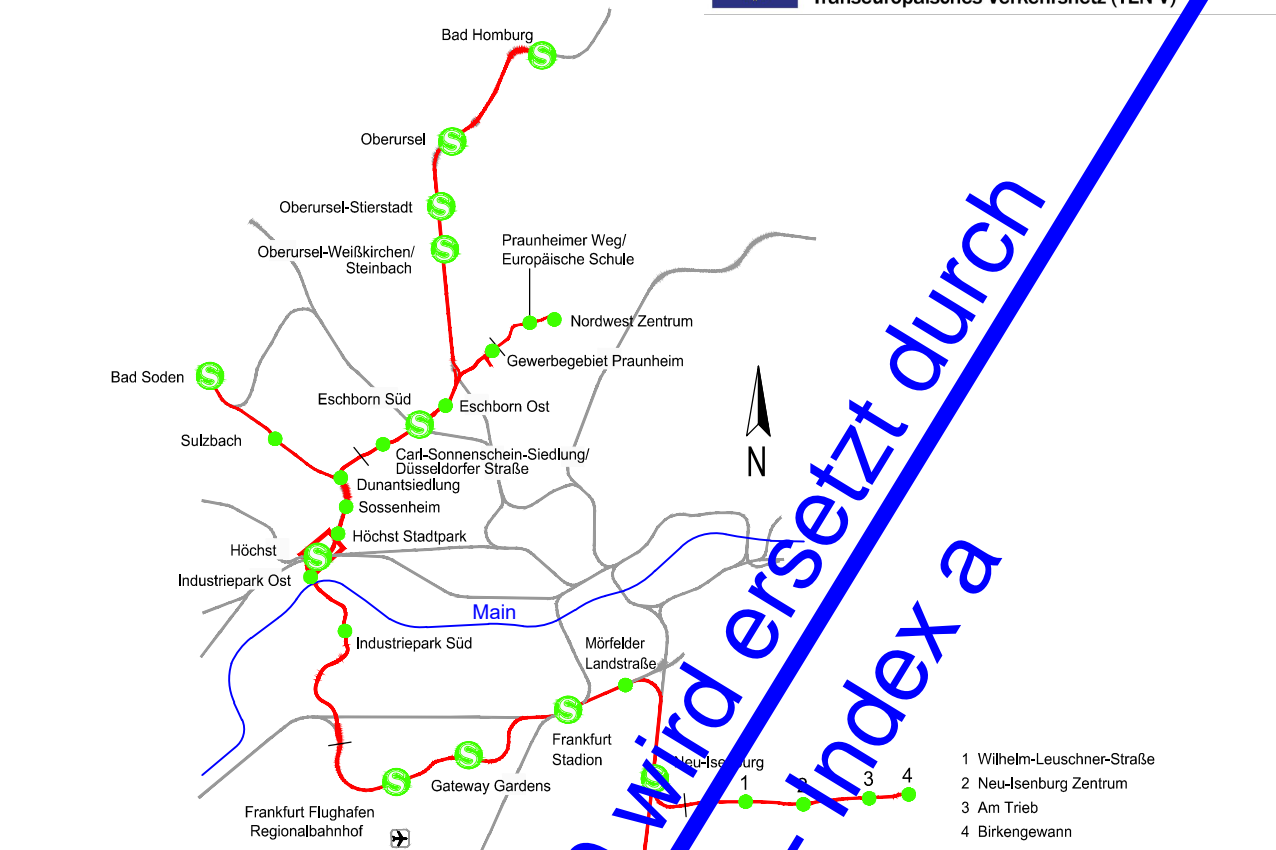 Transeuropäisches Verkehrsnetz (TEN-V)
Bad Homburg
Oberursel
Oberursel-Stierstadt
Oberursel-Weißkirchen/
Steinbach
Praunheimer Weg/
Europäische Schule
Nordwest Zentrum
Gewerbegebiet Praunheim
Bad Soden
Eschborn Süd
Eschborn Ost
Sulzbach
Carl-Sonnenschein-Siedlung/
Düsseldorfer Straße
Dunantsiedlung
Sossenheim
Höchst Stadtpark
Höchst
Industriepark Ost
Main
Industriepark Süd
Mörfelder
Landstraße
Frankfurt
Stadion
Gateway Gardens
Frankfurt Flughafen
Regionalbahnhof
Neu-Isenburg
1
2
3
4
N
1 Wilhelm-Leuschner-Straße
2 Neu-Isenburg Zentrum
3 Am Trieb
4 Birkengewann
wird ersetzt durch
- Index a